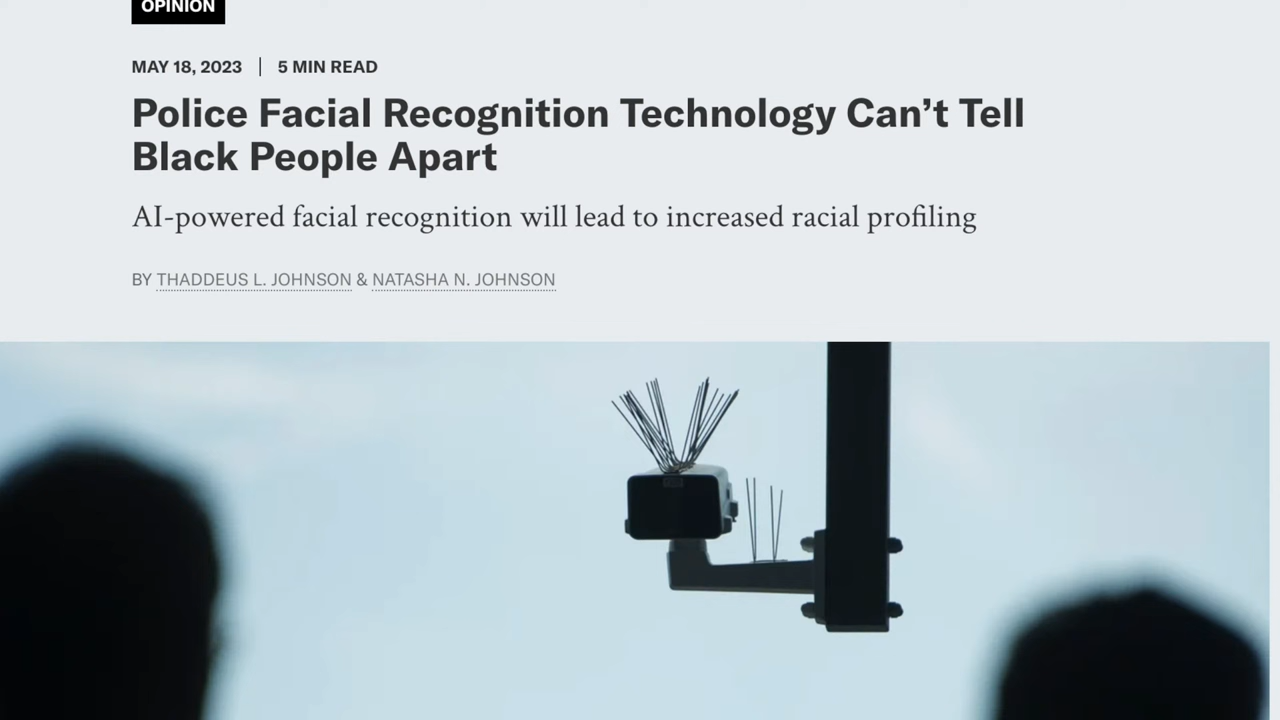 OPINION
MAY 18, 2023 | 5 MIN READ
Police Facial Recognition Technology Can’t Tell
Black People Apart
AI-powered facial recognition will lead to increased racial profiling
BY THADDEUS L. JOHNSON & NATASHA N. JOHNSON